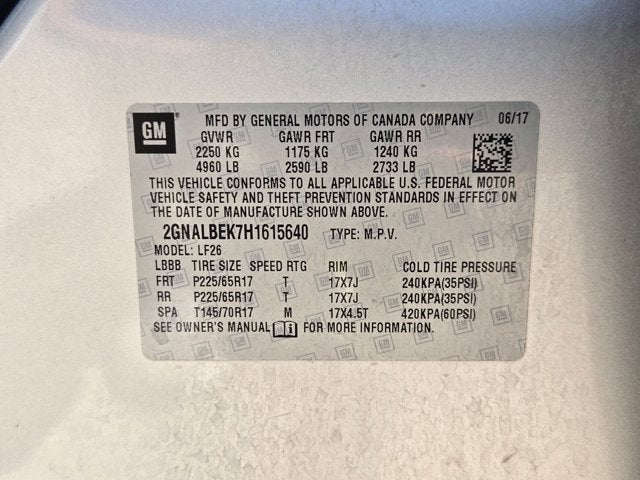 GM MFD BY GENERAL MOTORS OF CANADA COMPANY 06/17
GVWR GAWR FRT GAWR RR
2250 KG 1175 KG 1240 KG
4960 LB 2590 LB 2733 LB
THIS VEHICLE CONFORMS TO ALL APPLICABLE U.S. FEDERAL MOTOR
VEHICLE SAFETY AND THEFT PREVENTION STANDARDS IN EFFECT ON
THE DATE OF MANUFACTURE SHOWN ABOVE.
2GNALBEK7H1615640 TYPE: M.P.V.
MODEL: LF26
LBBB TIRE SIZE SPEED RTG RIM COLD TIRE PRESSURE
FRT P225/65R17 T 17X7J 240KPA(35PSI)
RR P225/65R17 T 17X7J 240KPA(35PSI)
SPA T145/70R17 M 17X4.5T 420KPA(60PSI)
SEE OWNER'S MANUAL FOR MORE INFORMATION.